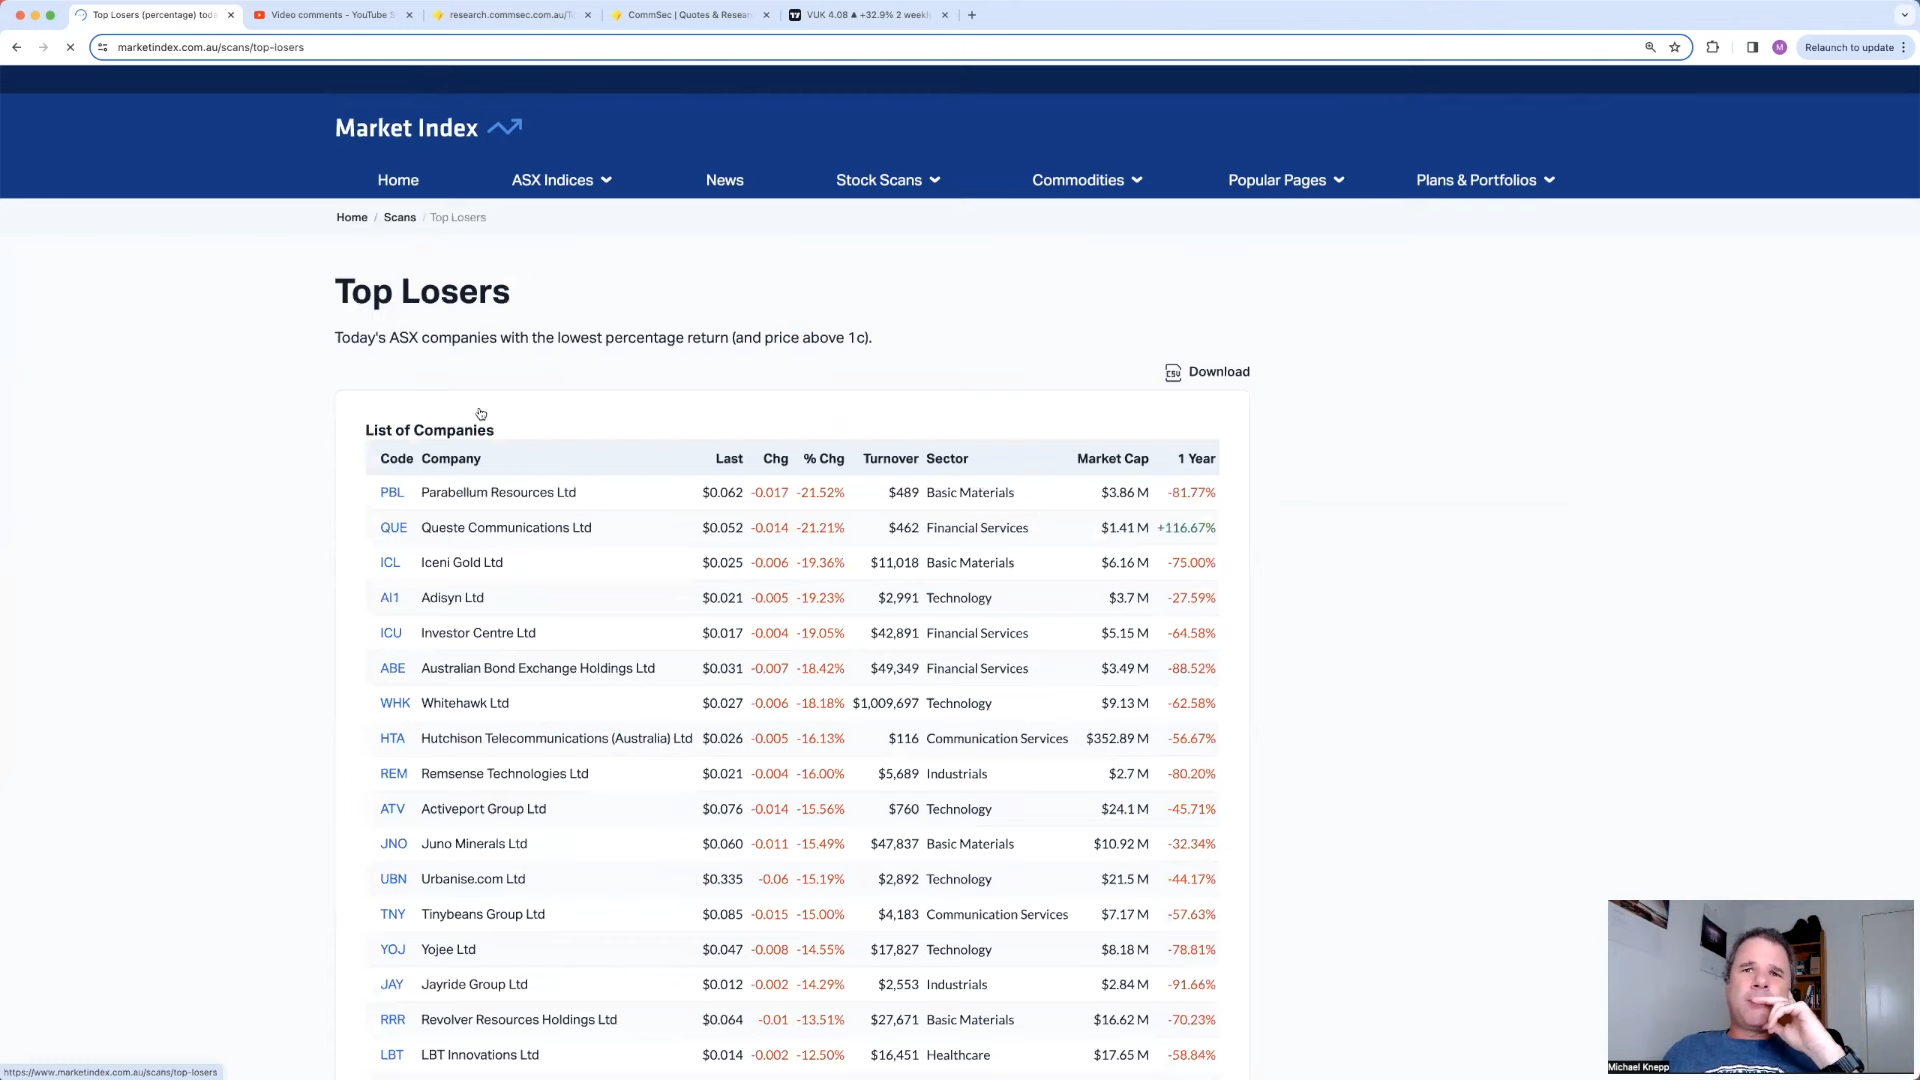 Top Losers (percentage) toda
Video comments - YouTube S
research.commsec.com.au/T
CommSec | Quotes & Resear
VUK 4.08 ▲ +32.9% 2 weekl
marketindex.com.au/scans/top-losers
M
Relaunch to update
Market Index
Home ASX Indices News Stock Scans Commodities Popular Pages Plans & Portfolios
Home / Scans / Top Losers
Top Losers
Today's ASX companies with the lowest percentage return (and price above 1c).
CSV Download
List of Companies
Code Company Last Chg % Chg Turnover Sector Market Cap 1 Year
PBL Parabellum Resources Ltd $0.062 -0.017 -21.52% $489 Basic Materials $3.86 M -81.77%
QUE Queste Communications Ltd $0.052 -0.014 -21.21% $462 Financial Services $1.41 M +116.67%
ICL Iceni Gold Ltd $0.025 -0.006 -19.36% $11,018 Basic Materials $6.16 M -75.00%
AI1 Adisyn Ltd $0.021 -0.005 -19.23% $2,991 Technology $3.7 M -27.59%
ICU Investor Centre Ltd $0.017 -0.004 -19.05% $42,891 Financial Services $5.15 M -64.58%
ABE Australian Bond Exchange Holdings Ltd $0.031 -0.007 -18.42% $49,349 Financial Services $3.49 M -88.52%
WHK Whitehawk Ltd $0.027 -0.006 -18.18% $1,009,697 Technology $9.13 M -62.58%
HTA Hutchison Telecommunications (Australia) Ltd $0.026 -0.005 -16.13% $116 Communication Services $352.89 M -56.67%
REM Remsense Technologies Ltd $0.021 -0.004 -16.00% $5,689 Industrials $2.7 M -80.20%
ATV Activeport Group Ltd $0.076 -0.014 -15.56% $760 Technology $24.1 M -45.71%
JNO Juno Minerals Ltd $0.060 -0.011 -15.49% $47,837 Basic Materials $10.92 M -32.34%
UBN Urbanise.com Ltd $0.335 -0.06 -15.19% $2,892 Technology $21.5 M -44.17%
TNY Tinybeans Group Ltd $0.085 -0.015 -15.00% $4,183 Communication Services $7.17 M -57.63%
YOJ Yojee Ltd $0.047 -0.008 -14.55% $17,827 Technology $8.18 M -78.81%
JAY Jayride Group Ltd $0.012 -0.002 -14.29% $2,553 Industrials $2.84 M -91.66%
RRR Revolver Resources Holdings Ltd $0.064 -0.01 -13.51% $27,671 Basic Materials $16.62 M -70.23%
LBT LBT Innovations Ltd $0.014 -0.002 -12.50% $16,451 Healthcare $17.65 M -58.84%
https://www.marketindex.com.au/scans/top-losers
Michael Knepp